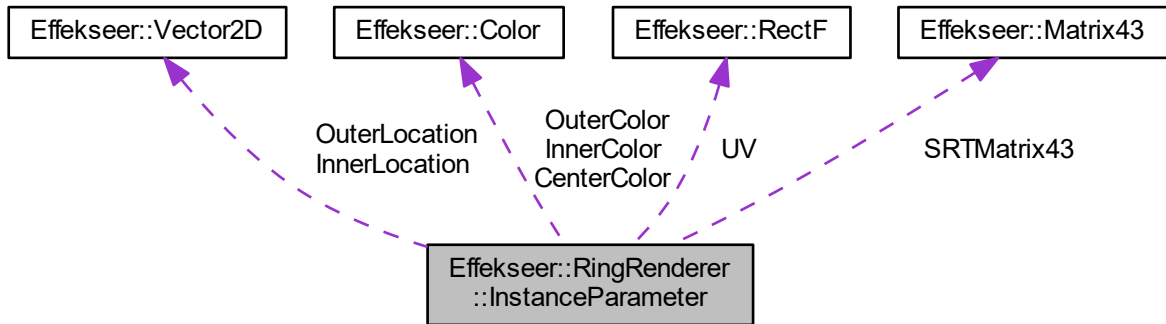 Effekseer::Vector2D
Effekseer::Color
Effekseer::RectF
Effekseer::Matrix43
OuterLocation
InnerLocation
OuterColor
InnerColor
CenterColor
UV
SRTMatrix43
Effekseer::RingRenderer
::InstanceParameter